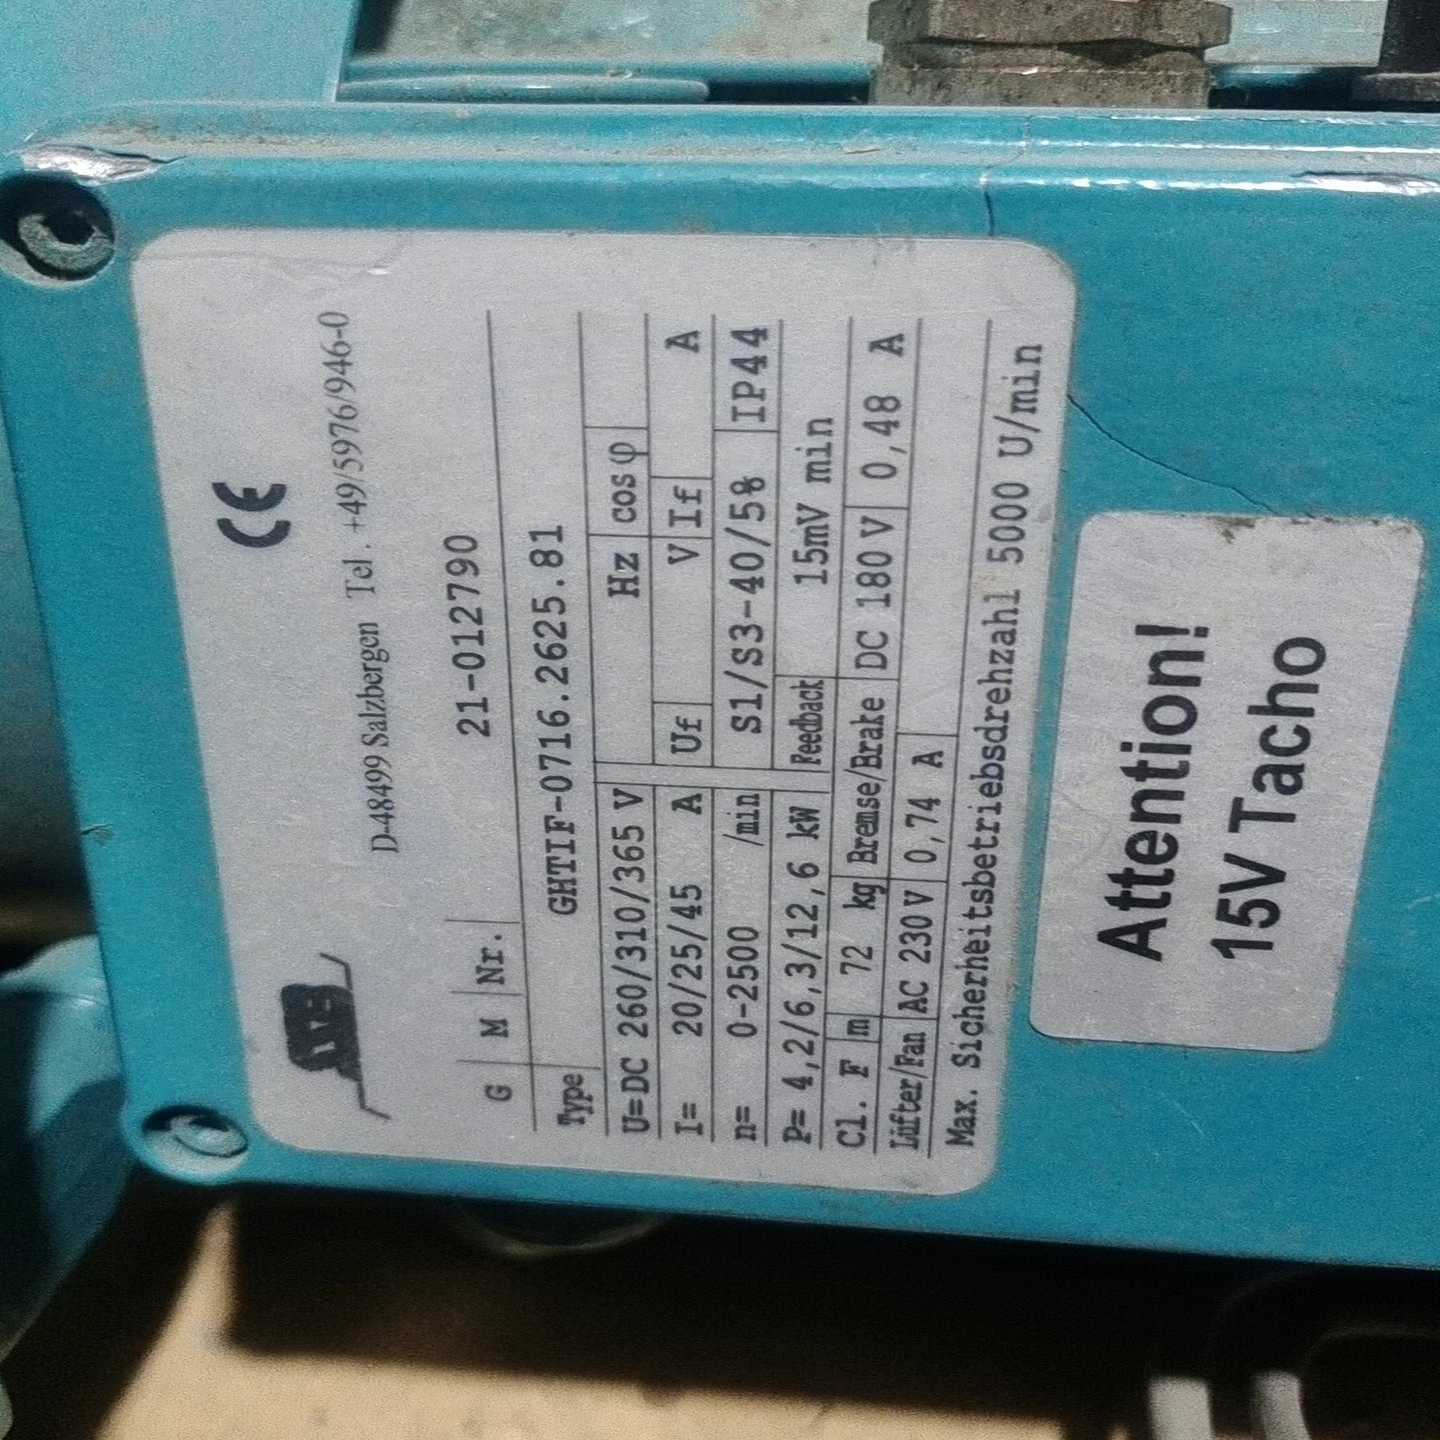 CE
D-48499 Salzbergen Tel. +49/5976/946-0
G M Nr. 21-012790
Type GHTIF-0716.2625.81
U=DC 260/310/365 V Hz cos φ
I= 20/25/45 A Uf V If A
n= 0-2500 /min S1/S3-40/5% IP44
P= 4,2/6,3/12,6 kW Feedback 15mV min
Cl. F m 72 kg Bremse/Brake DC 180 V 0,48 A
Lüfter/Fan AC 230 V 0,74 A
Max. Sicherheitsbetriebsdrehzahl 5000 U/min
Attention!
15V Tacho